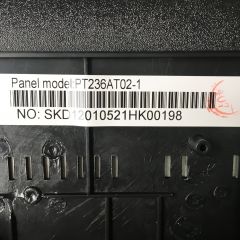 Panel model:PT236AT02-1
NO: SKD12010521HK00198